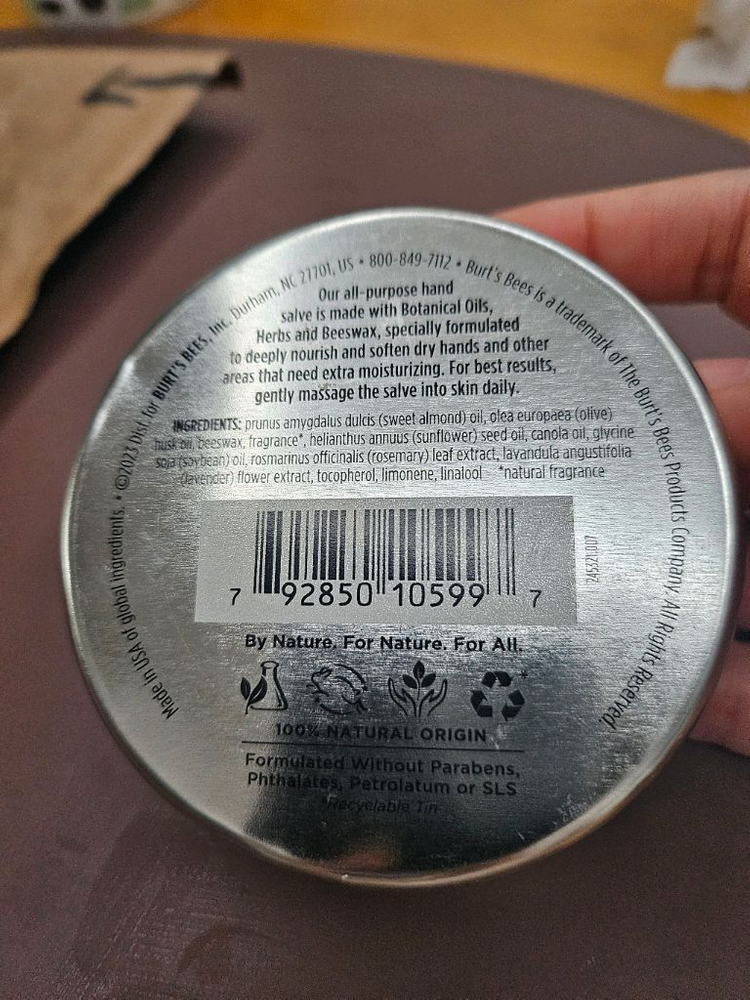 Made in USA of global ingredients. • ©2023 Dist. for BURT'S BEES, Inc. Durham, NC 27701, US • 800-849-7112 • Burt's Bees is a trademark of The Burt's Bees Products Company. All Rights Reserved.
Our all-purpose hand
salve is made with Botanical Oils,
Herbs and Beeswax, specially formulated
to deeply nourish and soften dry hands and other
areas that need extra moisturizing. For best results,
gently massage the salve into skin daily.
INGREDIENTS: prunus amygdalus dulcis (sweet almond) oil, olea europaea (olive)
husk oil, beeswax, fragrance*, helianthus annuus (sunflower) seed oil, canola oil, glycine
soja (soybean) oil, rosmarinus officinalis (rosemary) leaf extract, lavandula angustifolia
(lavender) flower extract, tocopherol, limonene, linalool *natural fragrance
7 92850 10599 7
By Nature. For Nature. For All.
100% NATURAL ORIGIN
Formulated Without Parabens,
Phthalates, Petrolatum or SLS
*Recyclable Tin